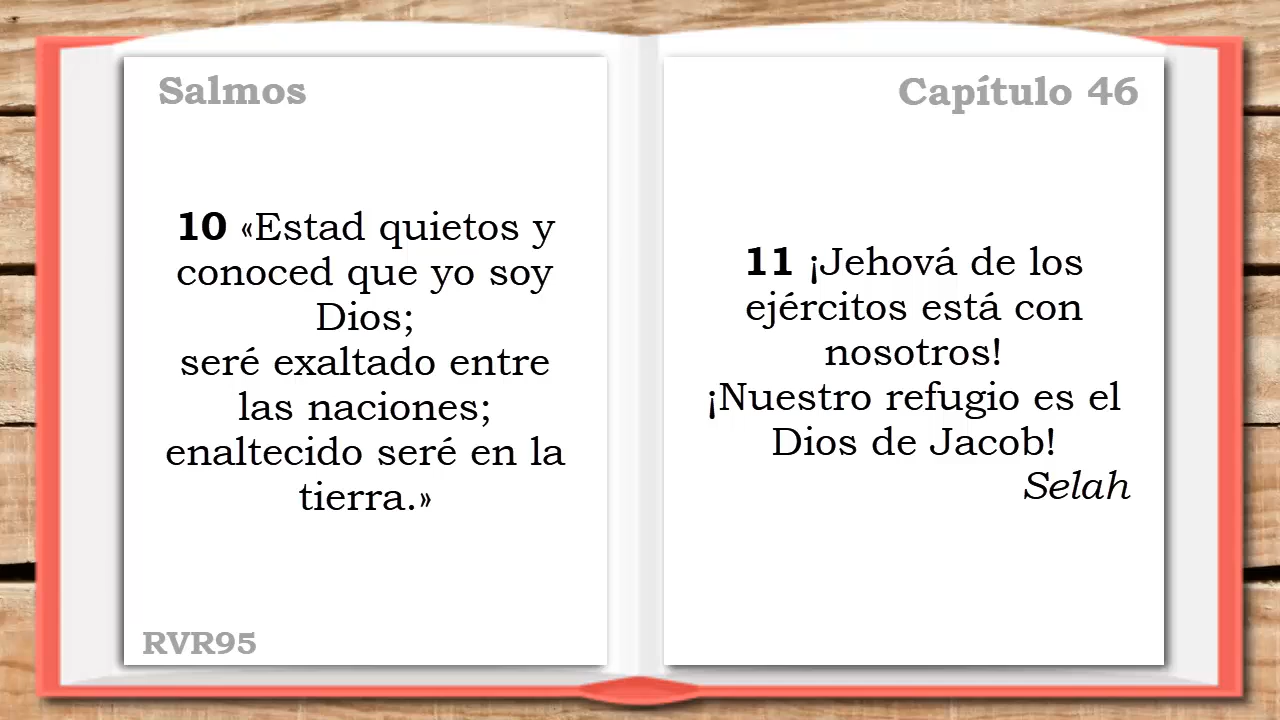 Salmos
10 «Estad quietos y
conoced que yo soy
Dios;
seré exaltado entre
las naciones;
enaltecido seré en la
tierra.»
RVR95
Capítulo 46
11 ¡Jehová de los
ejércitos está con
nosotros!
¡Nuestro refugio es el
Dios de Jacob!
Selah